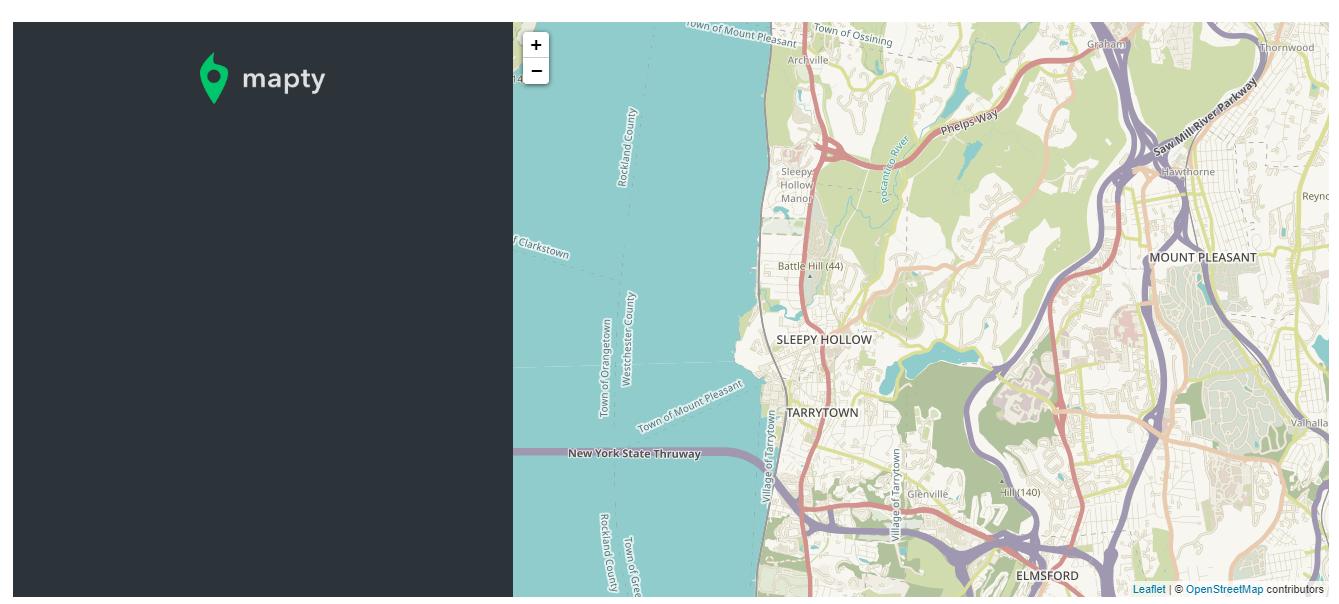 mapty
+
−
Town of Mount Pleasant
Town of Ossining
Graham
Thornwood
Archville
14
Rockland County
Phelps Way
Saw Mill River Parkway
Pocantico River
Sleepy
Hollow
Manor
Hawthorne
Reyno
of Clarkstown
Battle Hill (44)
MOUNT PLEASANT
Town of Orangetown
Westchester County
SLEEPY HOLLOW
Town of Mount Pleasant
TARRYTOWN
Valhalla
New York State Thruway
Village of Tarrytown
Village of Tarrytown
Glenville
Hill (140)
Rockland County
Town of Gree
ELMSFORD
Leaflet | © OpenStreetMap contributors